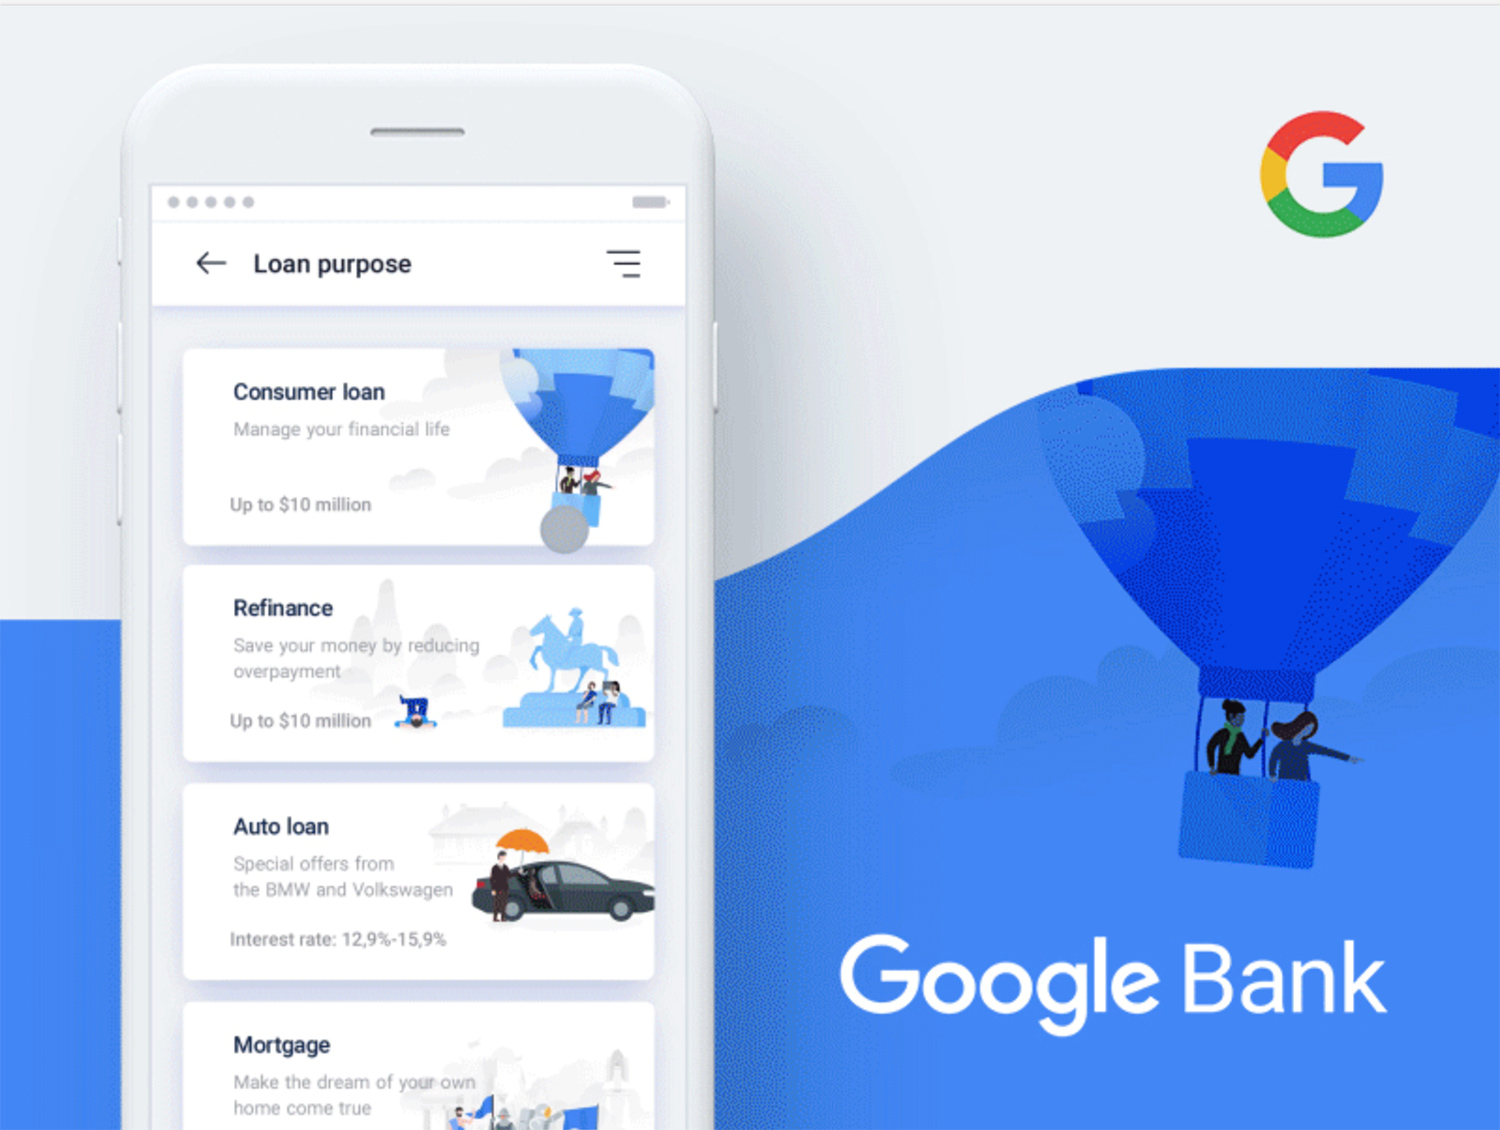 Loan purpose
Consumer loan
Manage your financial life
Up to $10 million
Refinance
Save your money by reducing
overpayment
Up to $10 million
Auto loan
Special offers from
the BMW and Volkswagen
Interest rate: 12,9%-15,9%
Mortgage
Make the dream of your own
home come true
G
Google Bank